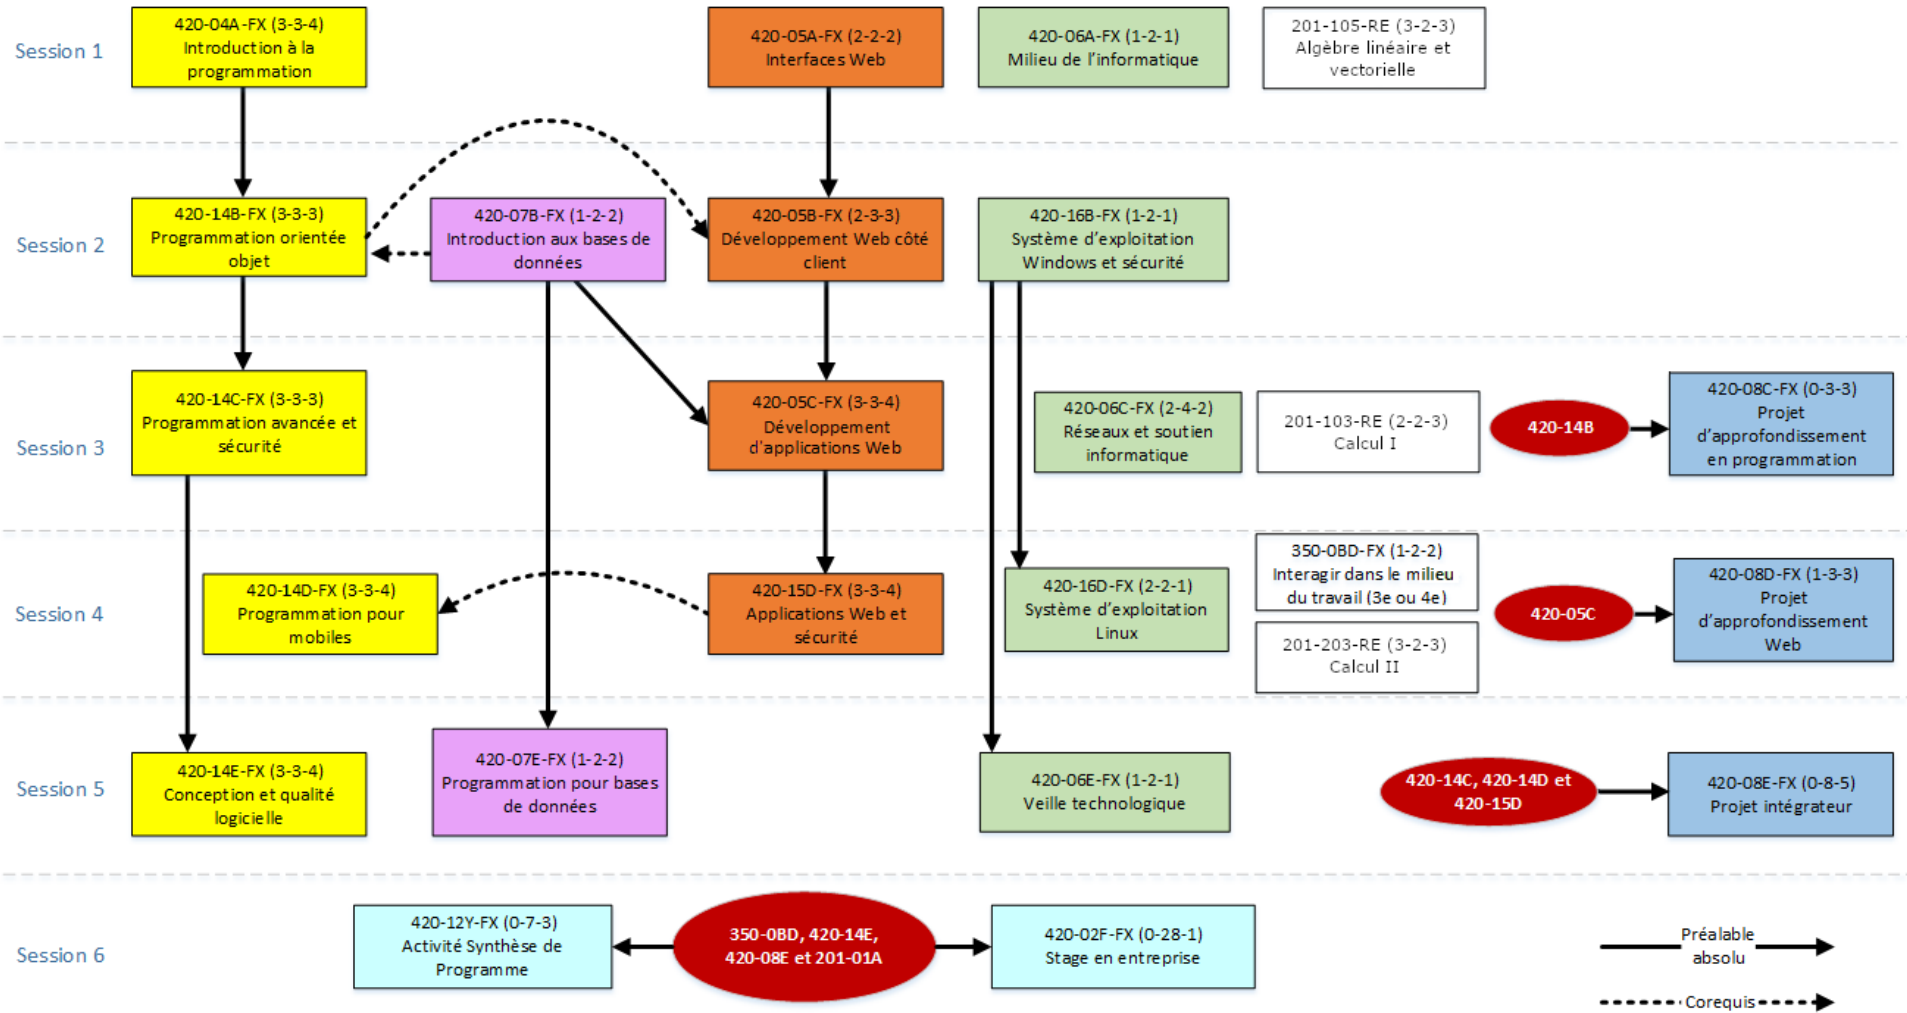 Session 1
420-04A-FX (3-3-4)
Introduction à la
programmation
420-05A-FX (2-2-2)
Interfaces Web
420-06A-FX (1-2-1)
Milieu de l'informatique
201-105-RE (3-2-3)
Algèbre linéaire et
vectorielle
Session 2
420-14B-FX (3-3-3)
Programmation orientée
objet
420-07B-FX (1-2-2)
Introduction aux bases de
données
420-05B-FX (2-3-3)
Développement Web côté
client
420-16B-FX (1-2-1)
Système d'exploitation
Windows et sécurité
Session 3
420-14C-FX (3-3-3)
Programmation avancée et
sécurité
420-05C-FX (3-3-4)
Développement
d'applications Web
420-06C-FX (2-4-2)
Réseaux et soutien
informatique
201-103-RE (2-2-3)
Calcul I
420-14B
420-08C-FX (0-3-3)
Projet
d'approfondissement
en programmation
Session 4
420-14D-FX (3-3-4)
Programmation pour
mobiles
420-15D-FX (3-3-4)
Applications Web et
sécurité
420-16D-FX (2-2-1)
Système d'exploitation
Linux
350-0BD-FX (1-2-2)
Interagir dans le milieu
du travail (3e ou 4e)
201-203-RE (3-2-3)
Calcul II
420-05C
420-08D-FX (1-3-3)
Projet
d'approfondissement
Web
Session 5
420-14E-FX (3-3-4)
Conception et qualité
logicielle
420-07E-FX (1-2-2)
Programmation pour bases
de données
420-06E-FX (1-2-1)
Veille technologique
420-14C, 420-14D et
420-15D
420-08E-FX (0-8-5)
Projet intégrateur
Session 6
420-12Y-FX (0-7-3)
Activité Synthèse de
Programme
350-0BD, 420-14E,
420-08E et 201-01A
420-02F-FX (0-28-1)
Stage en entreprise
Préalable
absolu
Corequis